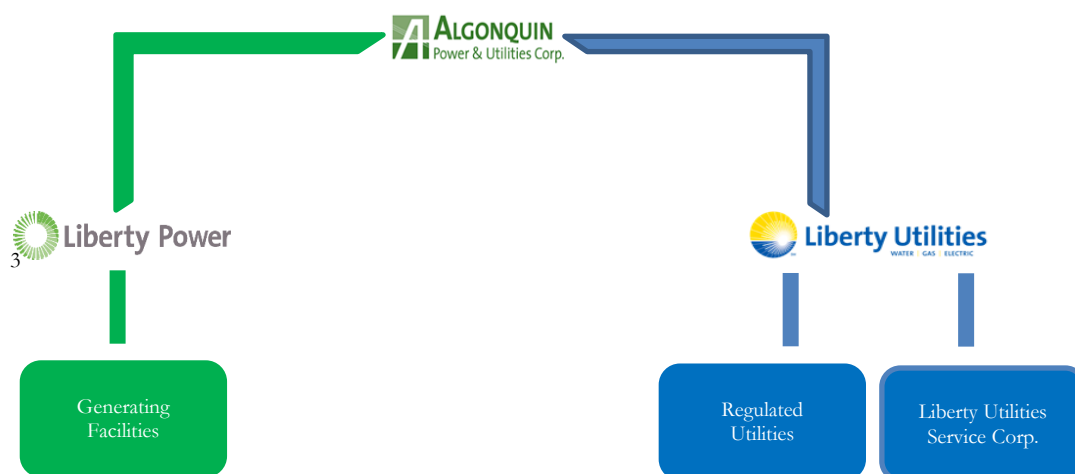 ALGONQUIN
Power & Utilities Corp.
Liberty Power
3
Liberty Utilities
WATER | GAS | ELECTRIC
Generating
Facilities
Regulated
Utilities
Liberty Utilities
Service Corp.